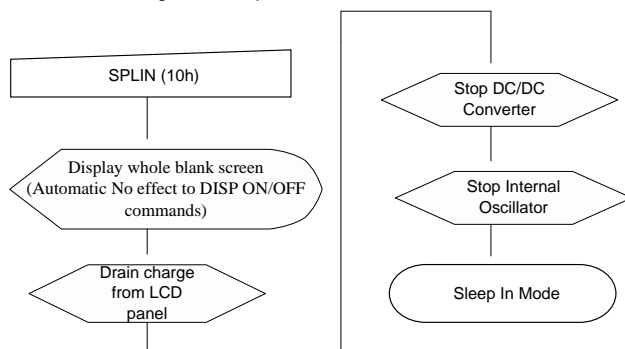 SPLIN (10h)
Display whole blank screen
(Automatic No effect to DISP ON/OFF
commands)
Drain charge
from LCD
panel
Stop DC/DC
Converter
Stop Internal
Oscillator
Sleep In Mode